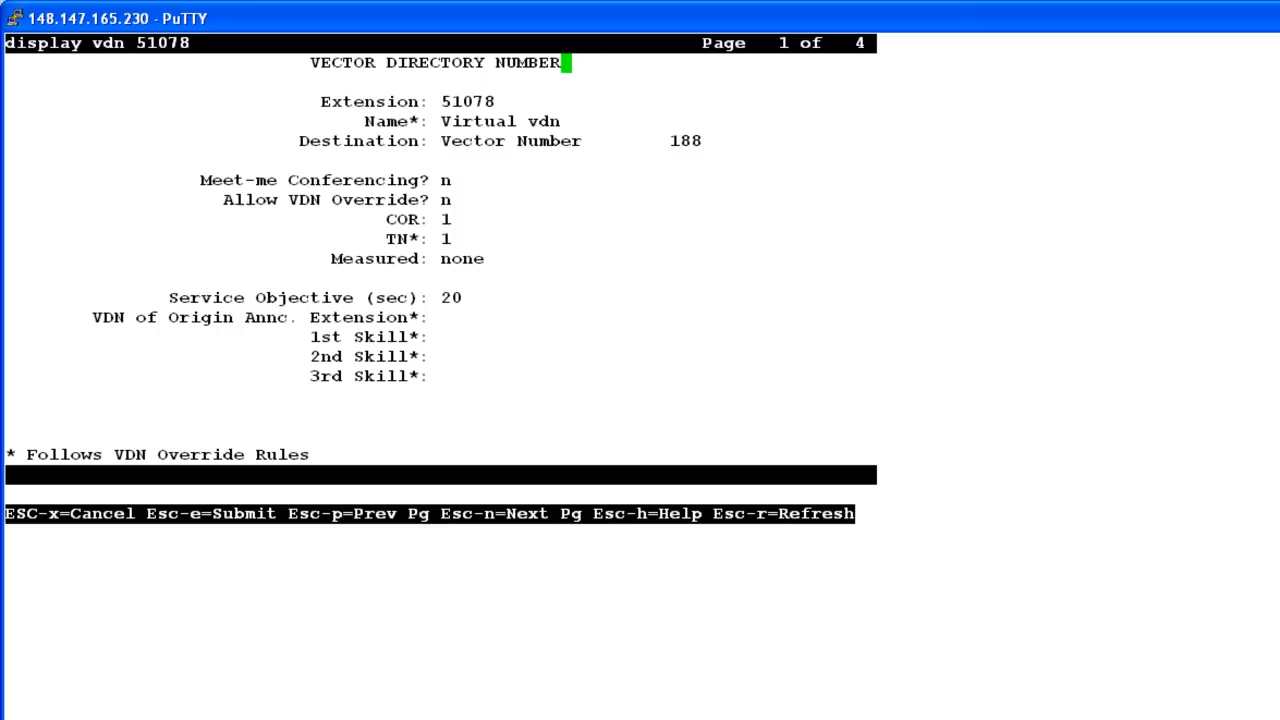 148.147.165.230 - PuTTY
display vdn 51078 Page 1 of 4
VECTOR DIRECTORY NUMBER
Extension: 51078
Name*: Virtual vdn
Destination: Vector Number 188
Meet-me Conferencing? n
Allow VDN Override? n
COR: 1
TN*: 1
Measured: none
Service Objective (sec): 20
VDN of Origin Annc. Extension*:
1st Skill*:
2nd Skill*:
3rd Skill*:
* Follows VDN Override Rules
ESC-x=Cancel Esc-e=Submit Esc-p=Prev Pg Esc-n=Next Pg Esc-h=Help Esc-r=Refresh